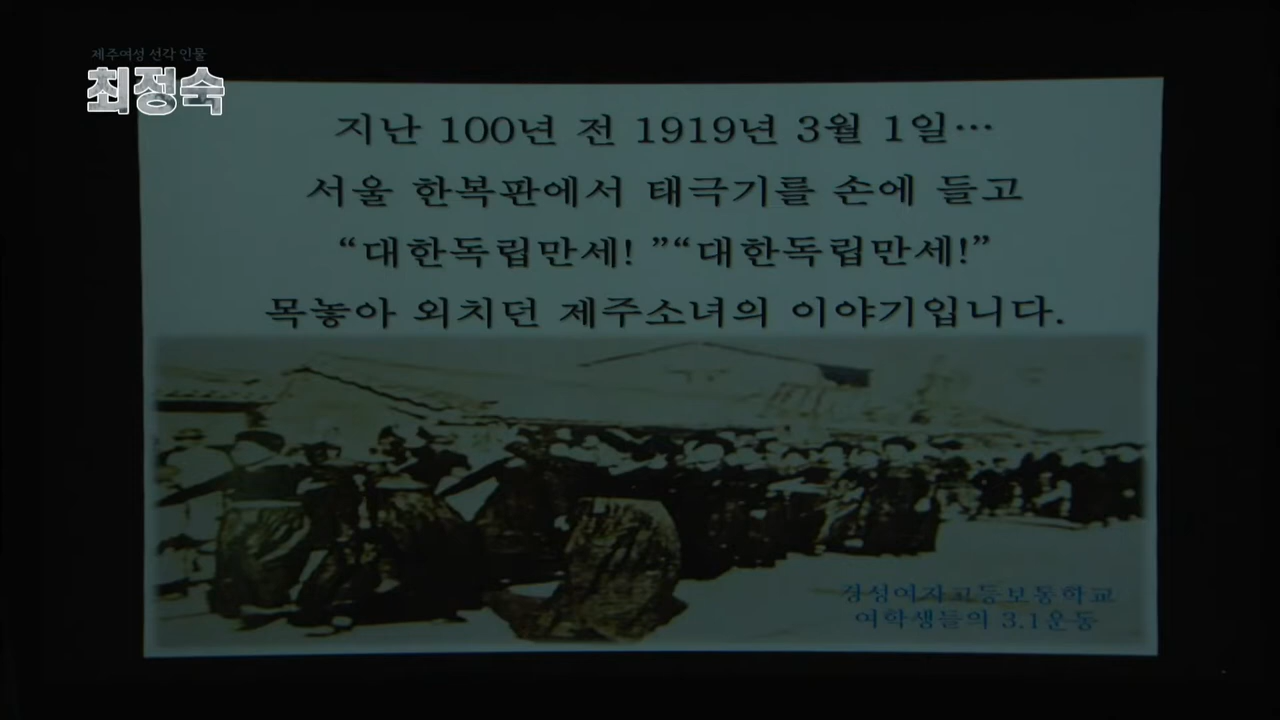 제주여성 선각 인물
최정숙
지난 100년 전 1919년 3월 1일…
서울 한복판에서 태극기를 손에 들고
“대한독립만세! ”“대한독립만세!”
목놓아 외치던 제주소녀의 이야기입니다.
경성여자고등보통학교
여학생들의 3.1운동